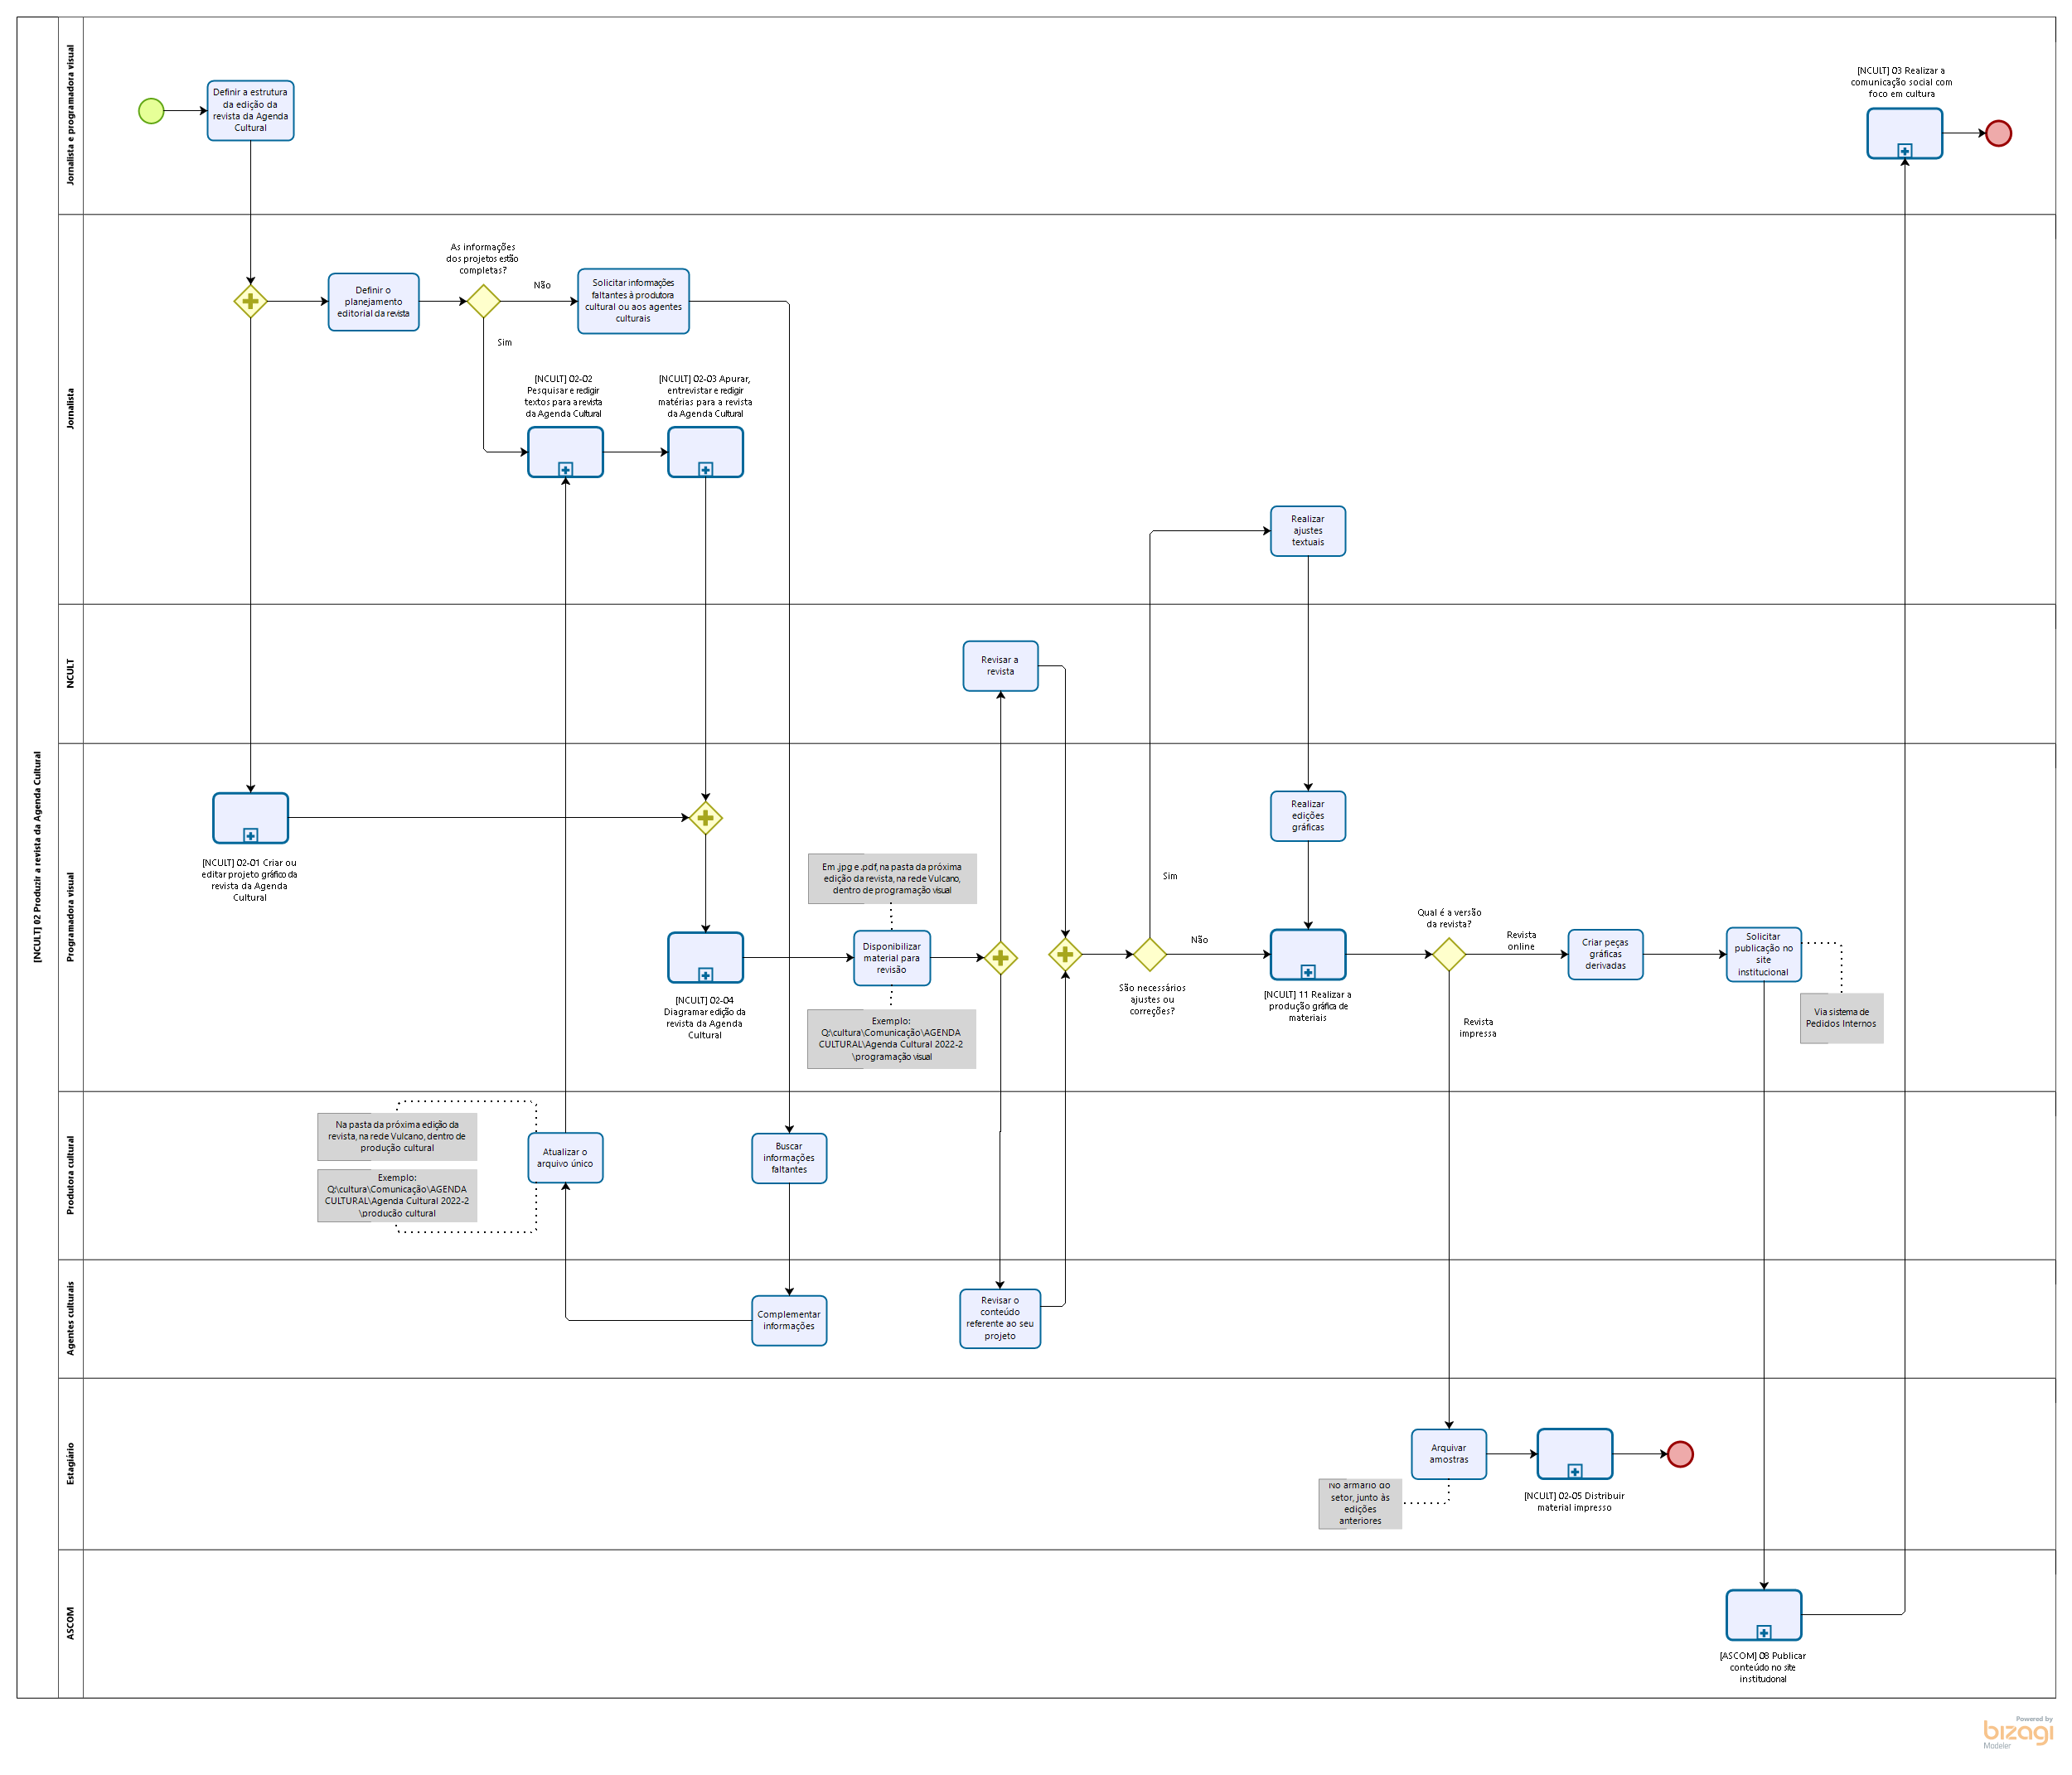 [NCULT] 02 Produzir a revista da Agenda Cultural
Jornalista e programadora visual
Definir a estrutura
da edição da
revista da Agenda
Cultural
[NCULT] 03 Realizar a
comunicação social com
foco em cultura
Jornalista
Definir o
planejamento
editorial da revista
As informações
dos projetos estão
completas?
Não
Sim
Solicitar informações
faltantes à produtora
cultural ou aos agentes
culturais
[NCULT] 02-02
Pesquisar e redigir
textos para a revista
da Agenda Cultural
[NCULT] 02-03 Apurar,
entrevistar e redigir
matérias para a revista
da Agenda Cultural
Realizar
ajustes
textuais
NCULT
Revisar a
revista
Programadora visual
[NCULT] 02-01 Criar ou
editar projeto gráfico da
revista da Agenda
Cultural
[NCULT] 02-04
Diagramar edição da
revista da Agenda
Cultural
Em .jpg e .pdf, na pasta da próxima
edição da revista, na rede Vulcano,
dentro de programação visual
Disponibilizar
material para
revisão
Exemplo:
Q:\cultura\Comunicação\AGENDA
CULTURAL\Agenda Cultural 2022-2
\programação visual
São necessários
ajustes ou
correções?
Sim
Não
Realizar
edições
gráficas
[NCULT] 11 Realizar a
produção gráfica de
materiais
Qual é a versão
da revista?
Revista
online
Revista
impressa
Criar peças
gráficas
derivadas
Solicitar
publicação no
site
institucional
Via sistema de
Pedidos Internos
Produtora cultural
Na pasta da próxima edição da
revista, na rede Vulcano, dentro de
produção cultural
Exemplo:
Q:\cultura\Comunicação\AGENDA
CULTURAL\Agenda Cultural 2022-2
\produção cultural
Atualizar o
arquivo único
Buscar
informações
faltantes
Agentes culturais
Complementar
informações
Revisar o
conteúdo
referente ao seu
projeto
Estagiário
Arquivar
amostras
No armário do
setor, junto às
edições
anteriores
[NCULT] 02-05 Distribuir
material impresso
ASCOM
[ASCOM] 08 Publicar
conteúdo no site
institucional
Powered by
bizagi
Modeler